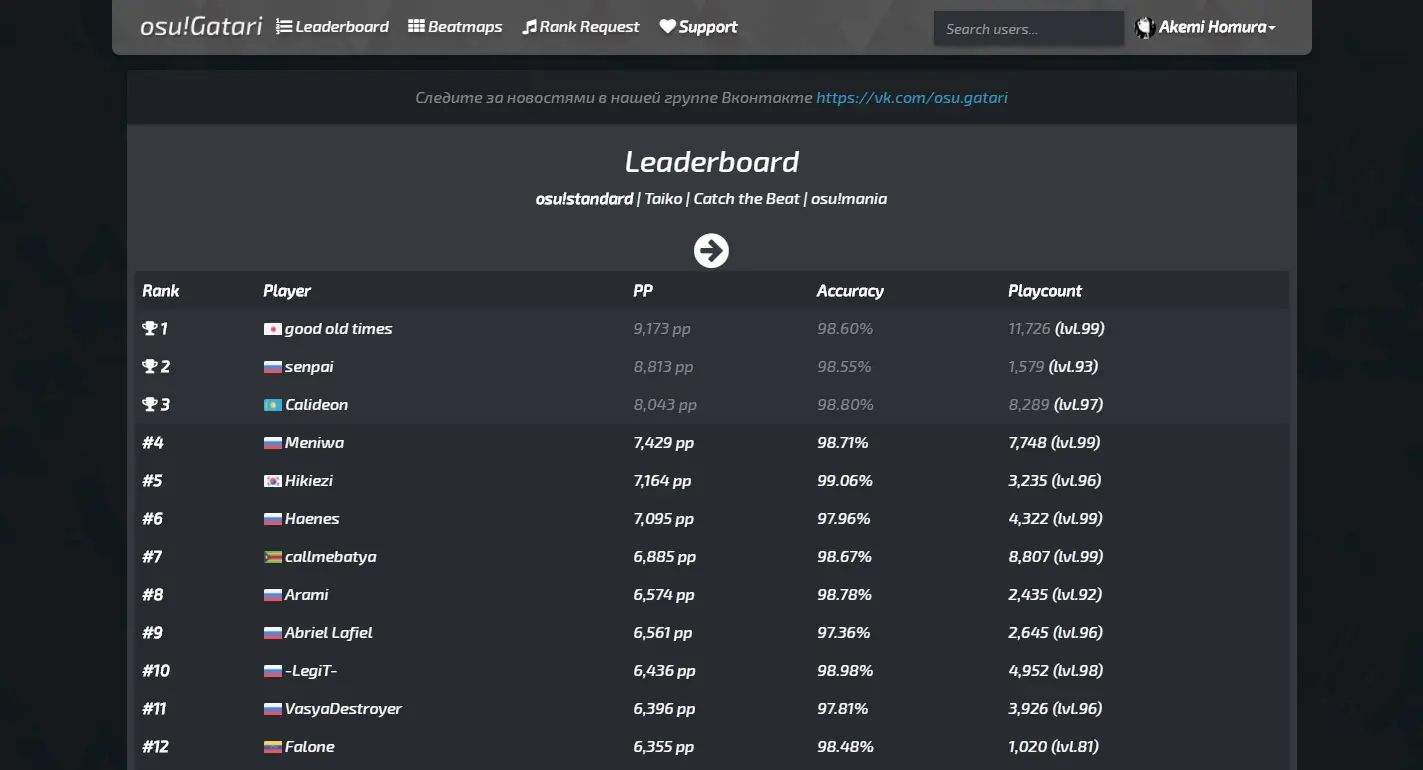 osu!Gatari Leaderboard Beatmaps Rank Request Support Search users... Akemi Homura
Следите за новостями в нашей группе Вконтакте https://vk.com/osu.gatari
Leaderboard
osu!standard | Taiko | Catch the Beat | osu!mania
Rank Player PP Accuracy Playcount
1 good old times 9,173 pp 98.60% 11,726 (lvl.99)
2 senpai 8,813 pp 98.55% 1,579 (lvl.93)
3 Calideon 8,043 pp 98.80% 8,289 (lvl.97)
#4 Meniwa 7,429 pp 98.71% 7,748 (lvl.99)
#5 Hikiezi 7,164 pp 99.06% 3,235 (lvl.96)
#6 Haenes 7,095 pp 97.96% 4,322 (lvl.99)
#7 callmebatya 6,885 pp 98.67% 8,807 (lvl.99)
#8 Arami 6,574 pp 98.78% 2,435 (lvl.92)
#9 Abriel Lafiel 6,561 pp 97.36% 2,645 (lvl.96)
#10 -LegiT- 6,436 pp 98.98% 4,952 (lvl.98)
#11 VasyaDestroyer 6,396 pp 97.81% 3,926 (lvl.96)
#12 Falone 6,355 pp 98.48% 1,020 (lvl.81)